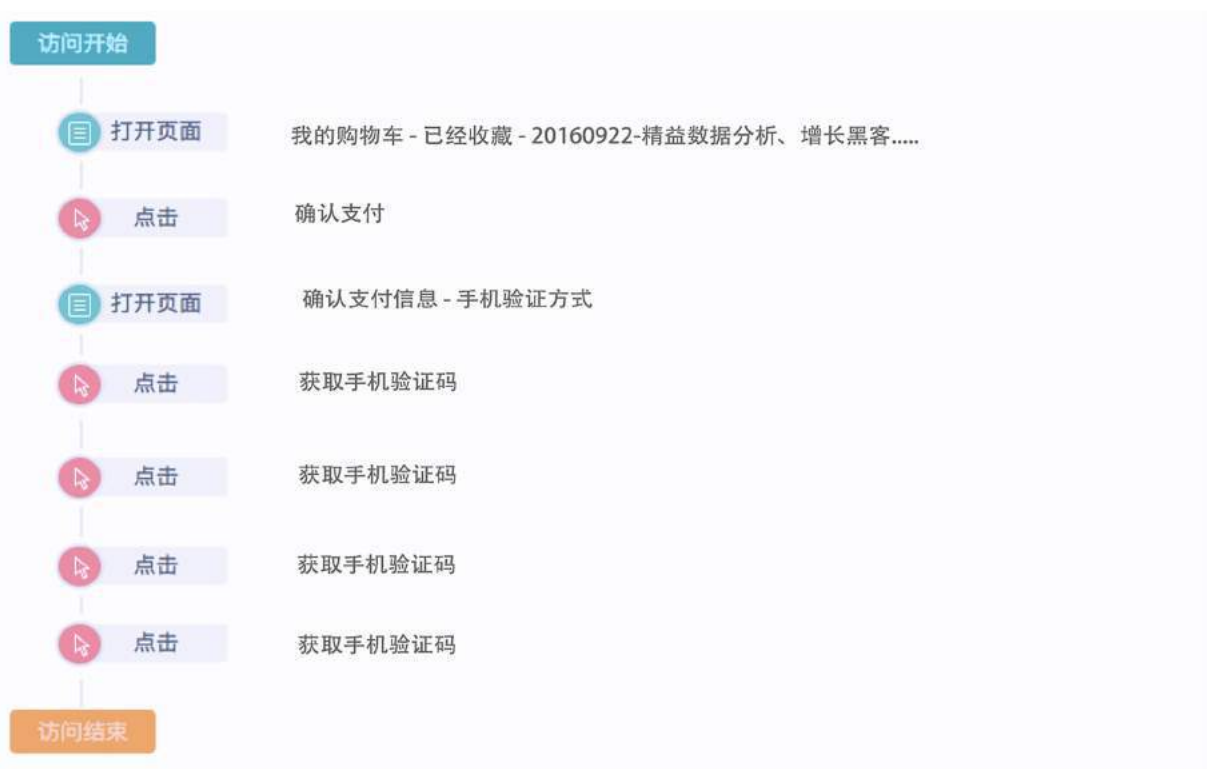 访问开始
打开页面 我的购物车 - 已经收藏 - 20160922-精益数据分析、增长黑客.....
点击 确认支付
打开页面 确认支付信息 - 手机验证方式
点击 获取手机验证码
点击 获取手机验证码
点击 获取手机验证码
点击 获取手机验证码
访问结束